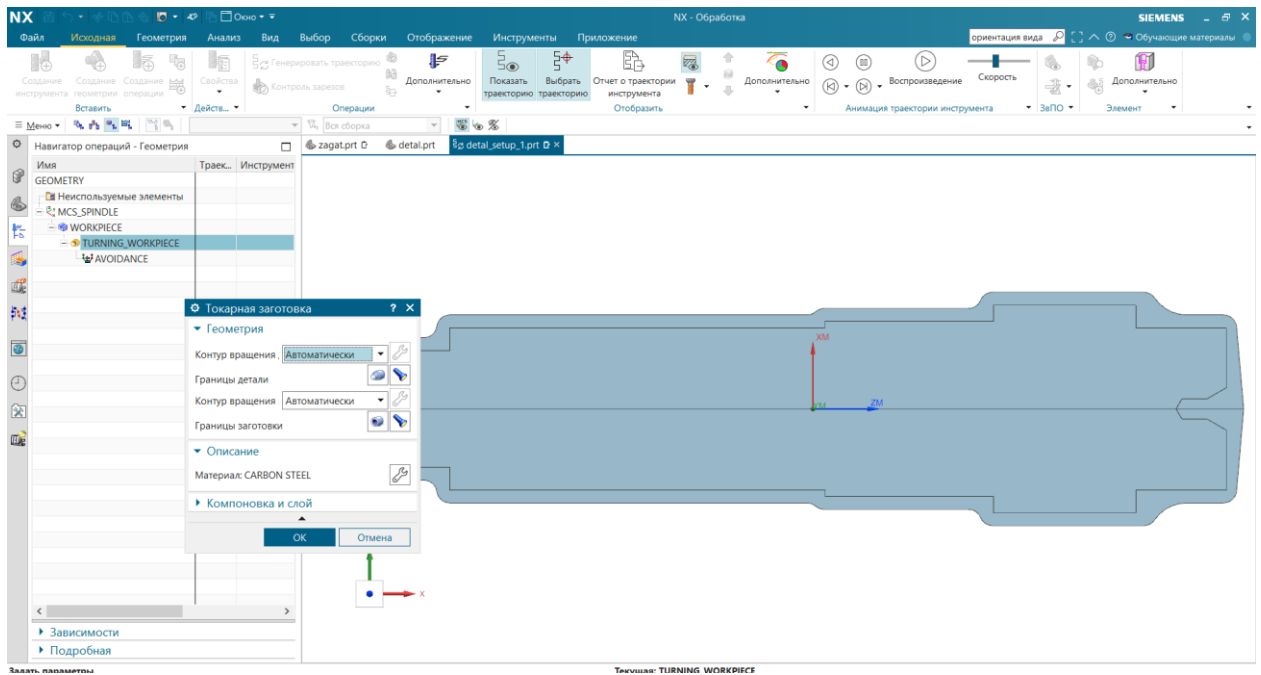 NX Окно NX - Обработка SIEMENS
Файл Исходная Геометрия Анализ Вид Выбор Сборки Отображение Инструменты Приложение ориентация вида Обучающие материалы
Создание инструмента Создание геометрии Создание операции Свойства Генерировать траекторию Контроль зарезов Дополнительно Показать траекторию Выбрать траекторию Отчет о траектории инструмента Дополнительно Воспроизведение Скорость Дополнительно
Вставить Действ... Операции Отобразить Анимация траектории инструмента ЗвПО Элемент
Меню Вся сборка
Навигатор операций - Геометрия zagat.prt detal.prt detal_setup_1.prt
Имя Траек... Инструмент
GEOMETRY
Неиспользуемые элементы
MCS_SPINDLE
WORKPIECE
TURNING_WORKPIECE
AVOIDANCE
Токарная заготовка ? ×
Геометрия
Контур вращения , Автоматически
Границы детали
Контур вращения Автоматически
Границы заготовки
Описание
Материал: CARBON STEEL
Компоновка и слой
ОК Отмена
XM
YM ZM
X
Зависимости
Подробная
Задать параметры Текущая: TURNING_WORKPIECE